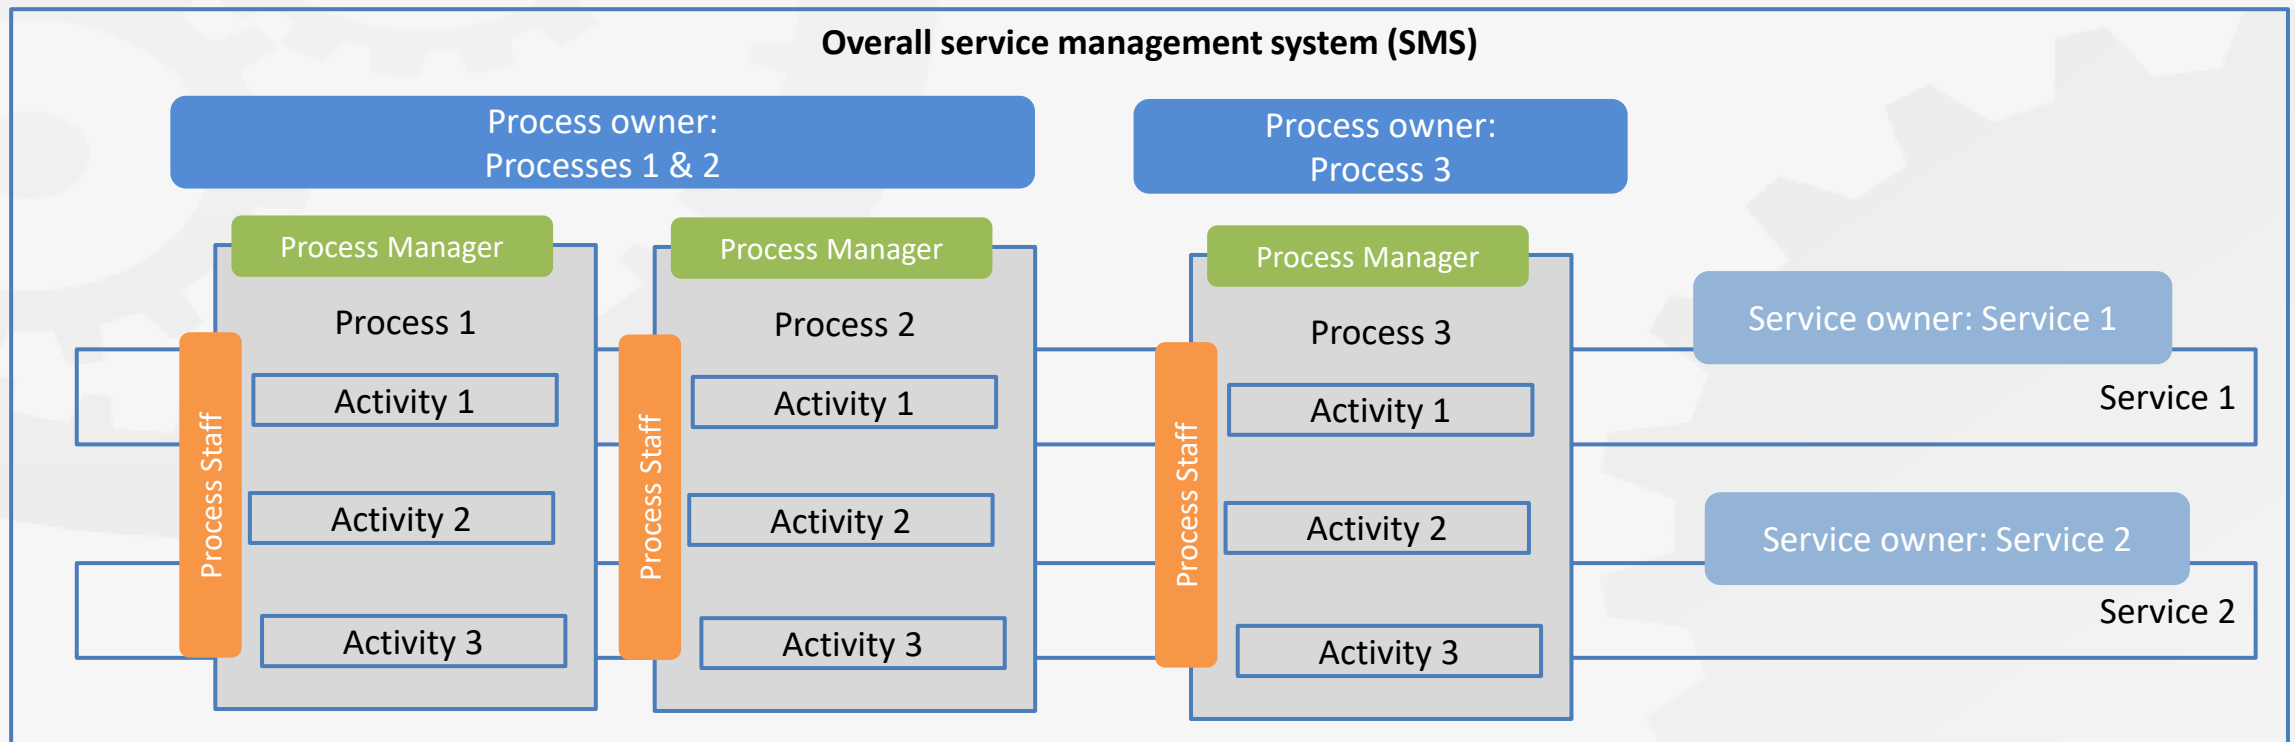 Overall service management system (SMS)
Process owner:
Processes 1 & 2
Process owner:
Process 3
Process Manager
Process 1
Process Staff
Activity 1
Activity 2
Activity 3
Process Manager
Process 2
Process Staff
Activity 1
Activity 2
Activity 3
Process Manager
Process 3
Process Staff
Activity 1
Activity 2
Activity 3
Service owner: Service 1
Service 1
Service owner: Service 2
Service 2